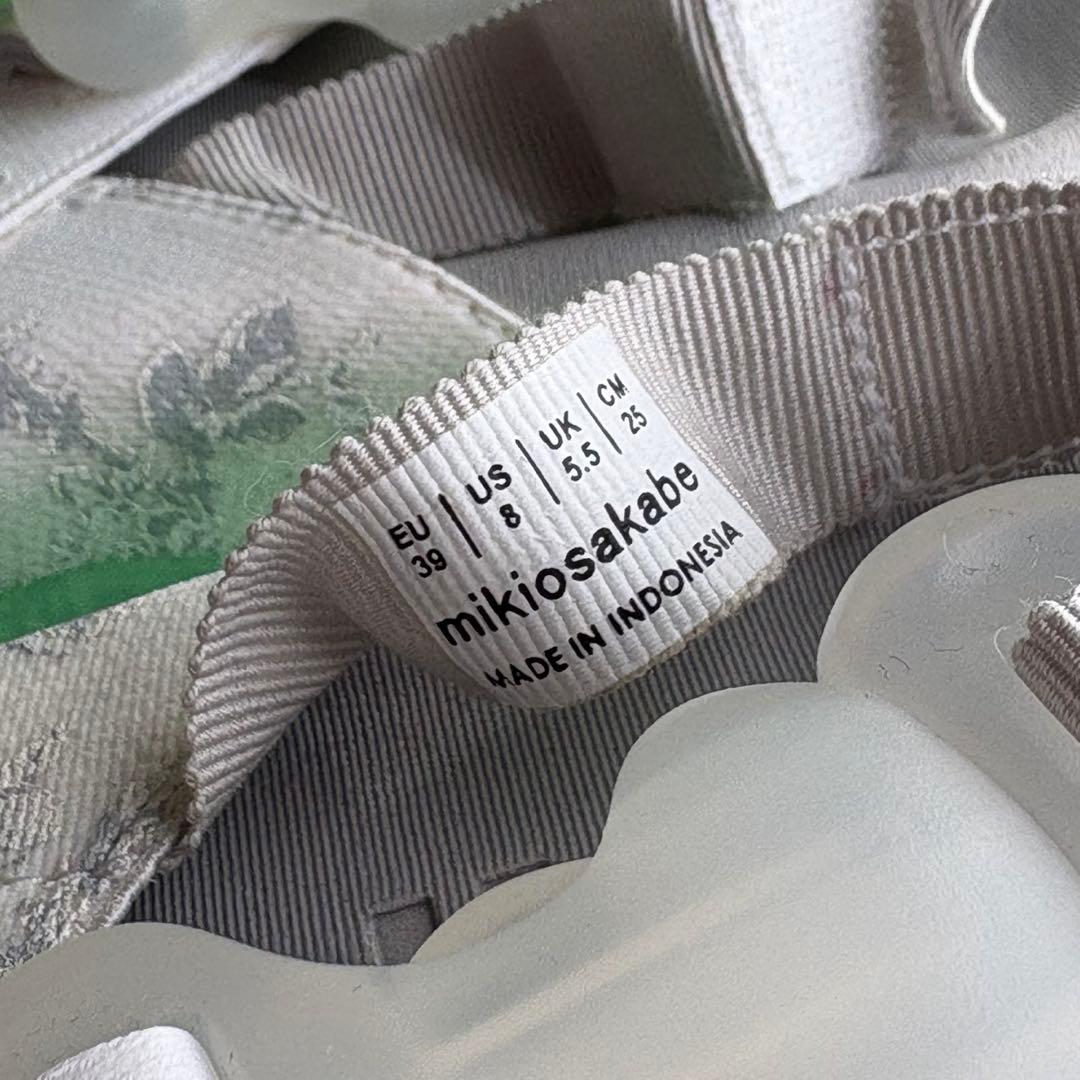 EU | US | UK | CM
39 | 8 | 5.5 | 25
mikiosakabe
MADE IN INDONESIA